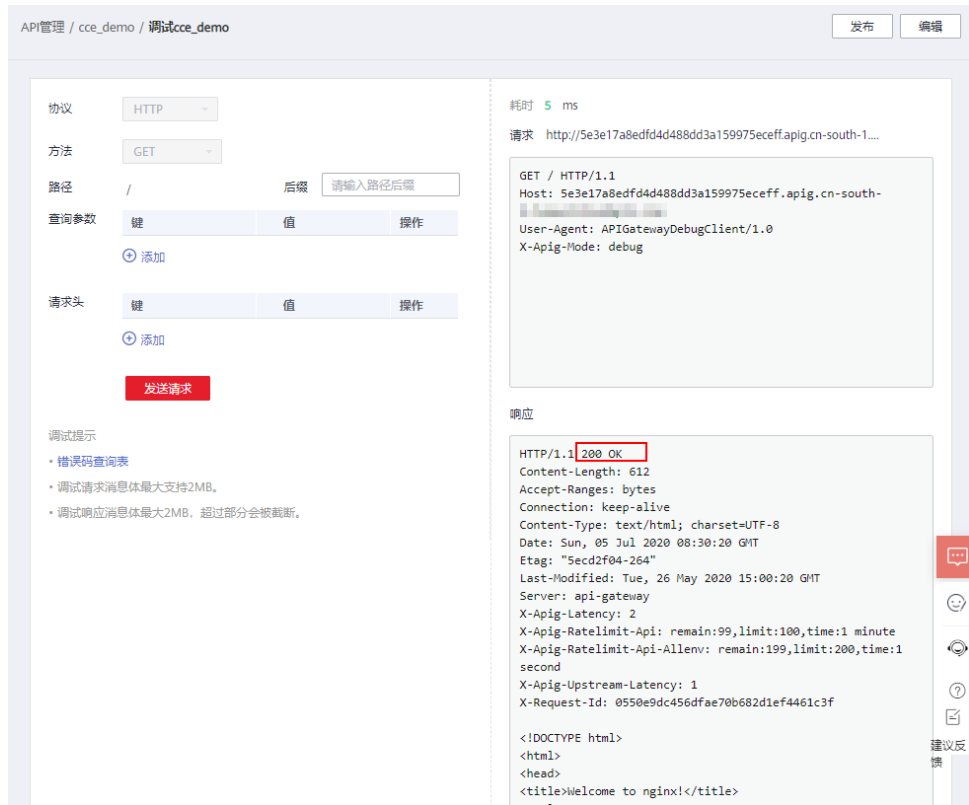 API管理 / cce_demo / 调试cce_demo
发布
编辑
协议
HTTP
方法
GET
路径
/
后缀
请输入路径后缀
查询参数
键
值
操作
添加
请求头
键
值
操作
添加
发送请求
调试提示
• 错误码查询表
• 调试请求消息体最大支持2MB。
• 调试响应消息体最大2MB，超过部分会被截断。
耗时 5 ms
请求 http://5e3e17a8edfd4d488dd3a159975eceff.apig.cn-south-1....
GET / HTTP/1.1
Host: 5e3e17a8edfd4d488dd3a159975eceff.apig.cn-south-
User-Agent: APIGatewayDebugClient/1.0
X-Apig-Mode: debug
响应
HTTP/1.1 200 OK
Content-Length: 612
Accept-Ranges: bytes
Connection: keep-alive
Content-Type: text/html; charset=UTF-8
Date: Sun, 05 Jul 2020 08:30:20 GMT
Etag: "5ecd2f04-264"
Last-Modified: Tue, 26 May 2020 15:00:20 GMT
Server: api-gateway
X-Apig-Latency: 2
X-Apig-Ratelimit-Api: remain:99,limit:100,time:1 minute
X-Apig-Ratelimit-Api-Allenv: remain:199,limit:200,time:1
second
X-Apig-Upstream-Latency: 1
X-Request-Id: 0550e9dc456dfae70b682d1ef4461c3f
<!DOCTYPE html>
<html>
<head>
<title>Welcome to nginx!</title>
建议反
馈